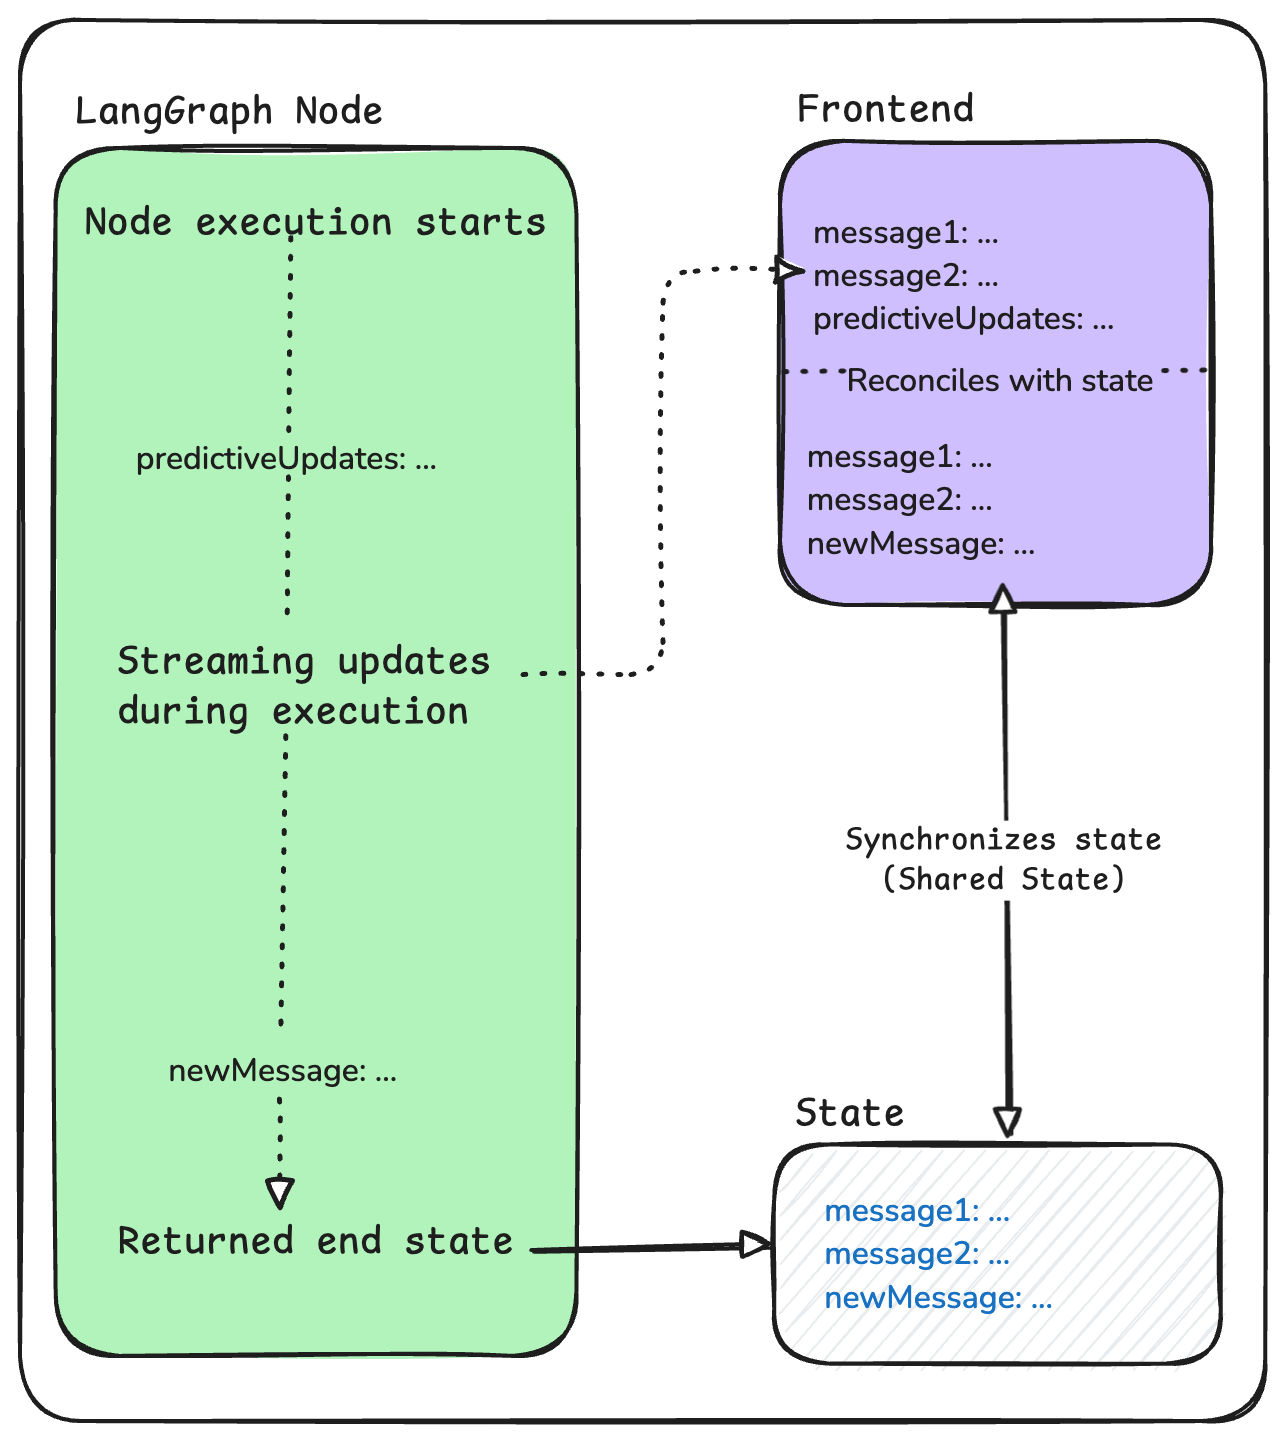 LangGraph Node
Node execution starts
predictiveUpdates: ...
Streaming updates
during execution
newMessage: ...
Returned end state
Frontend
message1: ...
message2: ...
predictiveUpdates: ...
Reconciles with state
message1: ...
message2: ...
newMessage: ...
Synchronizes state
(Shared State)
State
message1: ...
message2: ...
newMessage: ...